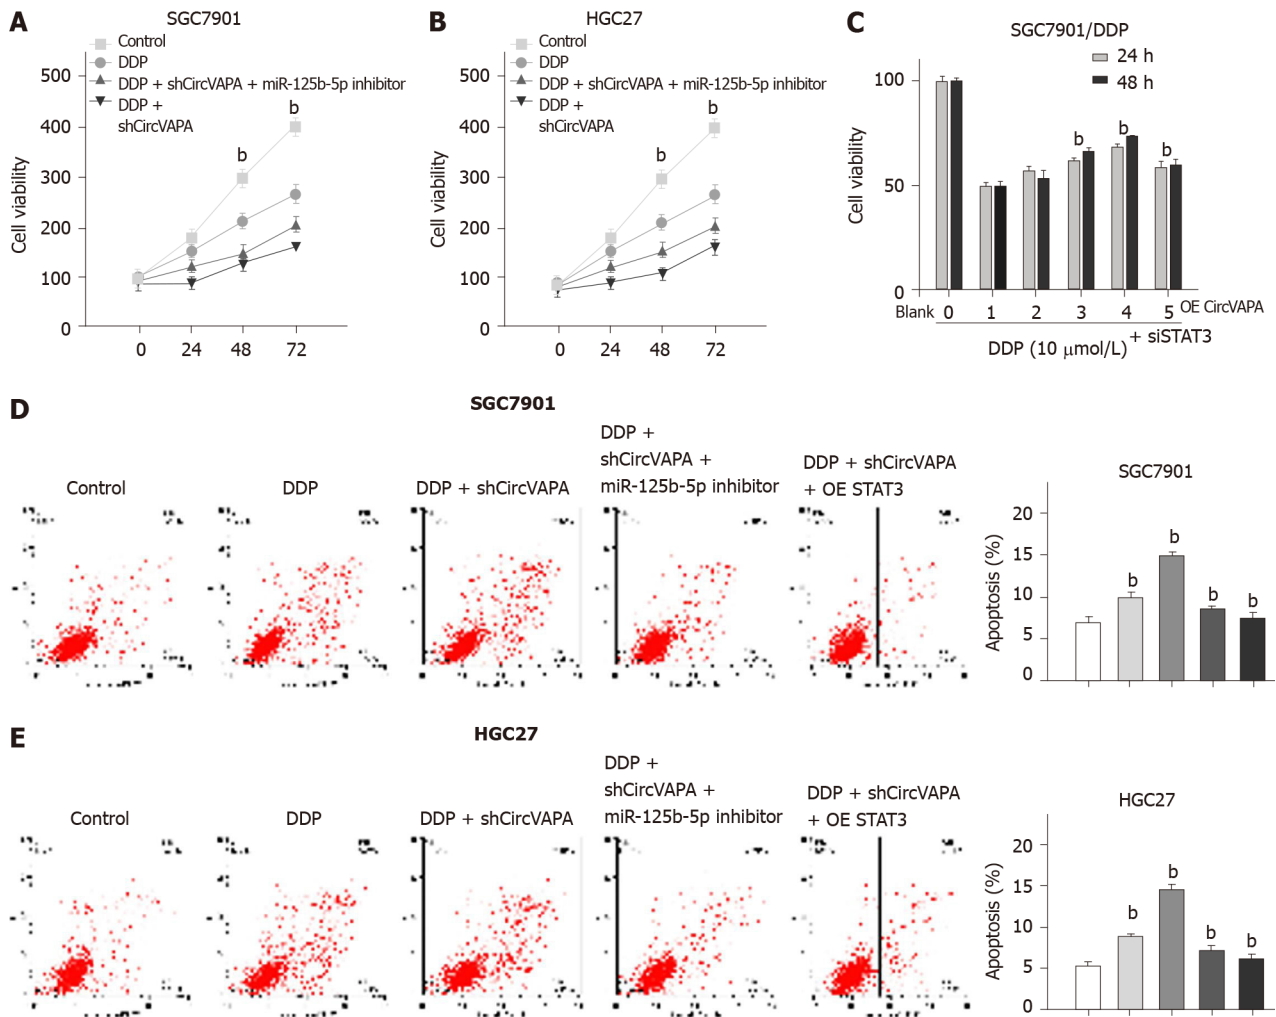 A
SGC7901
Control
DDP
DDP + shCircVAPA + miR-125b-5p inhibitor
DDP +
shCircVAPA
Cell viability
500
400
300
200
100
0
b
b
0 24 48 72
B
HGC27
Control
DDP
DDP + shCircVAPA + miR-125b-5p inhibitor
DDP +
shCircVAPA
Cell viability
500
400
300
200
100
0
b
b
0 24 48 72
C
SGC7901/DDP
24 h
48 h
Cell viability
100
50
0
b
b
b
Blank 0 1 2 3 4 5 OE CircVAPA
DDP (10 μmol/L) + siSTAT3
D
SGC7901
Control
DDP
DDP + shCircVAPA
DDP +
shCircVAPA +
miR-125b-5p inhibitor
DDP + shCircVAPA
+ OE STAT3
SGC7901
Apoptosis (%)
20
15
10
5
0
b
b
b
b
E
HGC27
Control
DDP
DDP + shCircVAPA
DDP +
shCircVAPA +
miR-125b-5p inhibitor
DDP + shCircVAPA
+ OE STAT3
HGC27
Apoptosis (%)
20
15
10
5
0
b
b
b
b